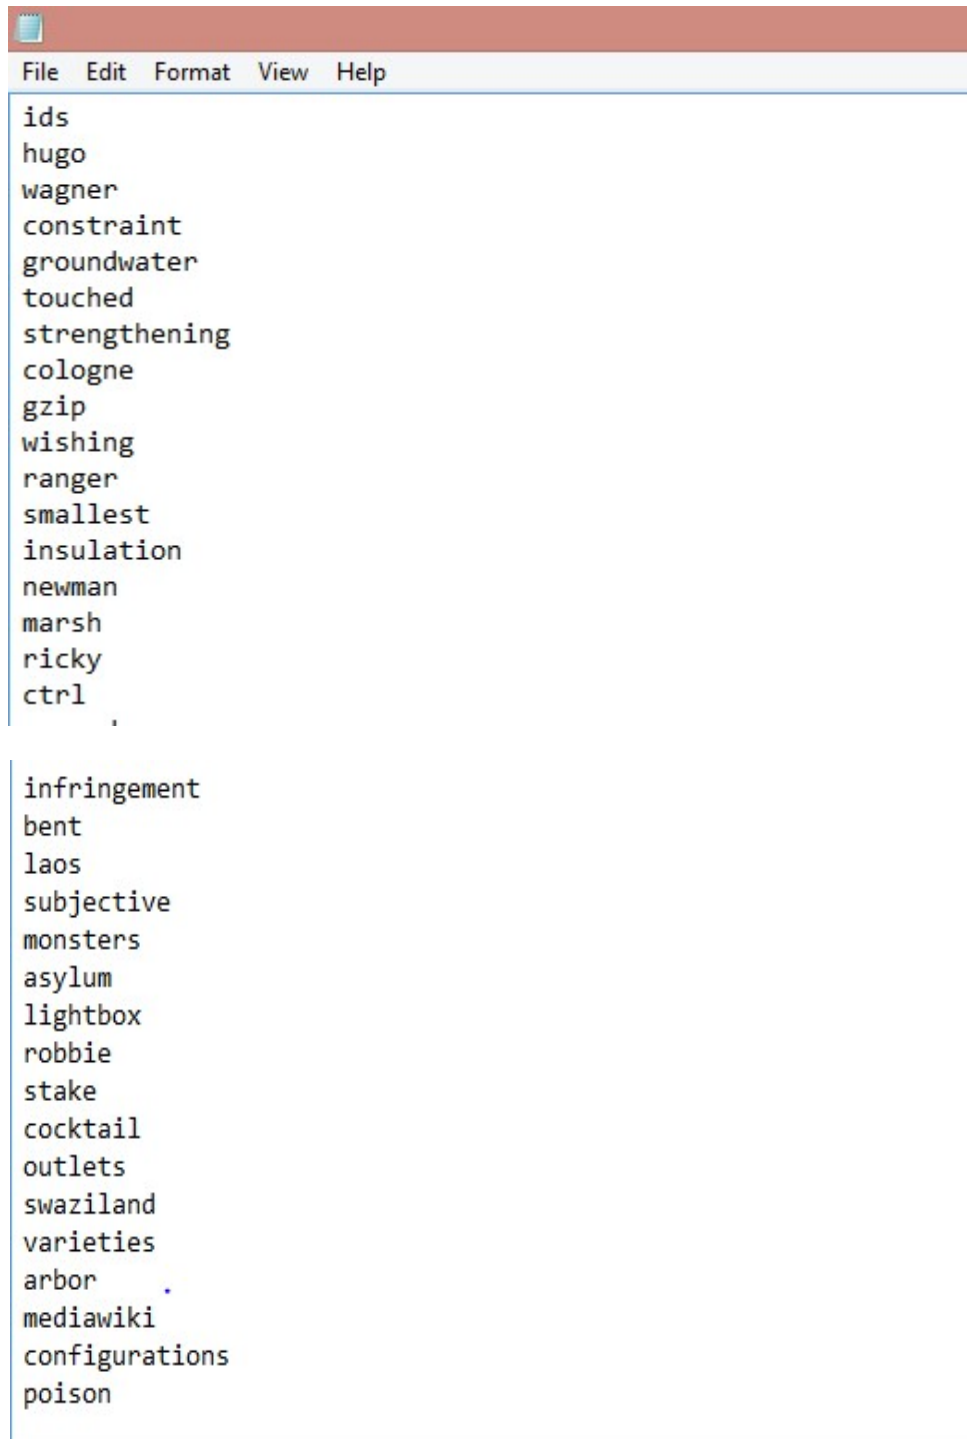 File Edit Format View Help
ids
hugo
wagner
constraint
groundwater
touched
strengthening
cologne
gzip
wishing
ranger
smallest
insulation
newman
marsh
ricky
ctrl
infringement
bent
laos
subjective
monsters
asylum
lightbox
robbie
stake
cocktail
outlets
swaziland
varieties
arbor
mediawiki
configurations
poison